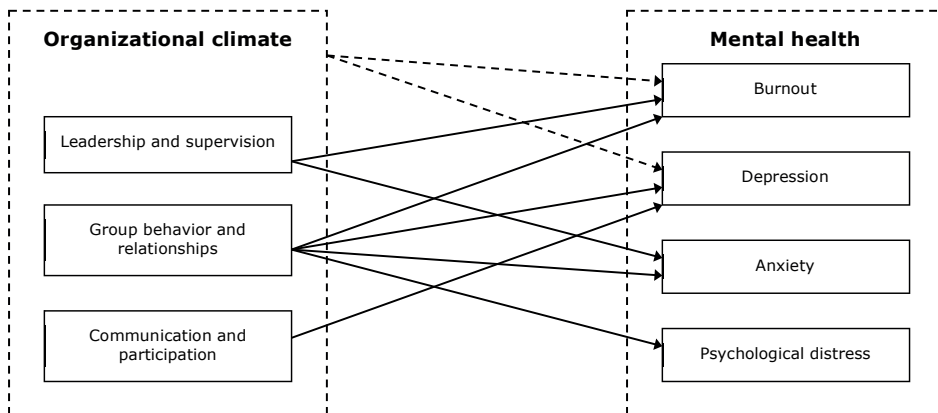 Organizational climate
Leadership and supervision
Group behavior and
relationships
Communication and
participation
Mental health
Burnout
Depression
Anxiety
Psychological distress